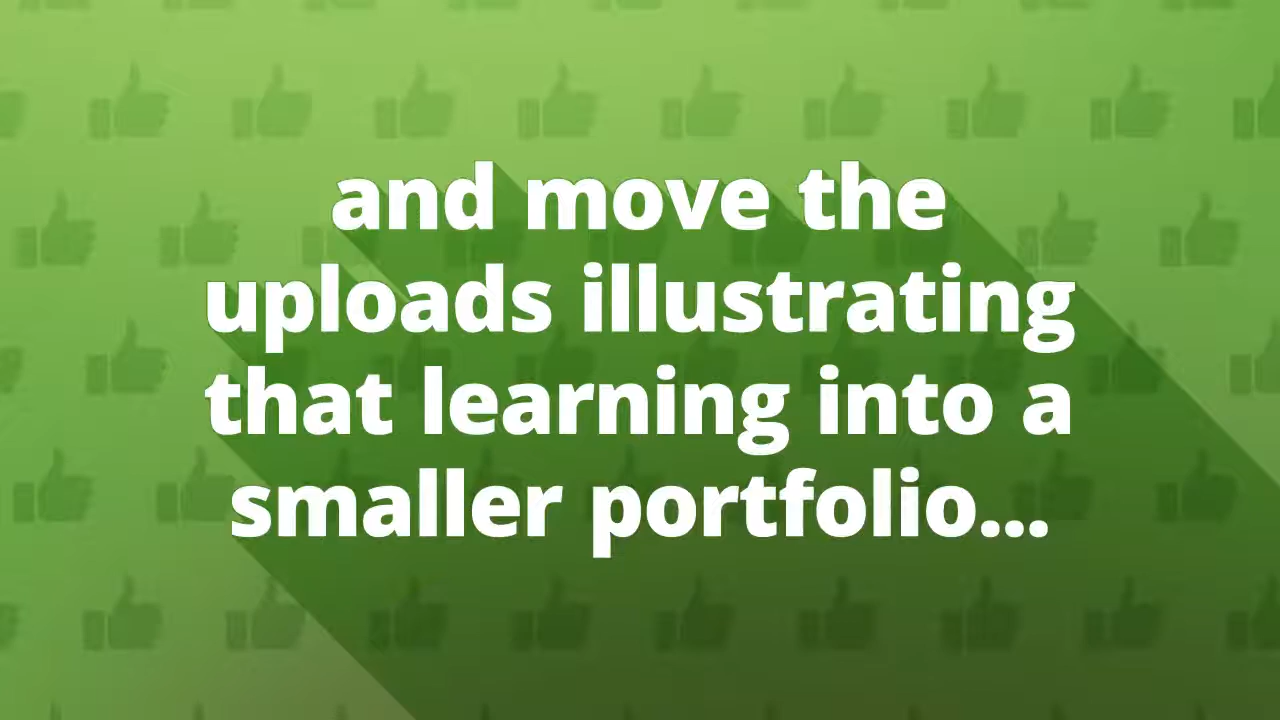 and move the
uploads illustrating
that learning into a
smaller portfolio...